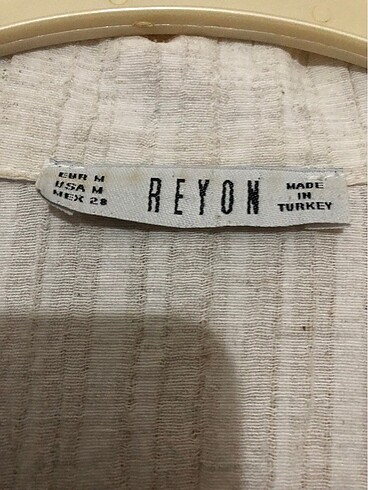 EUR M
USA M
MEX 28
REYON
MADE
IN
TURKEY